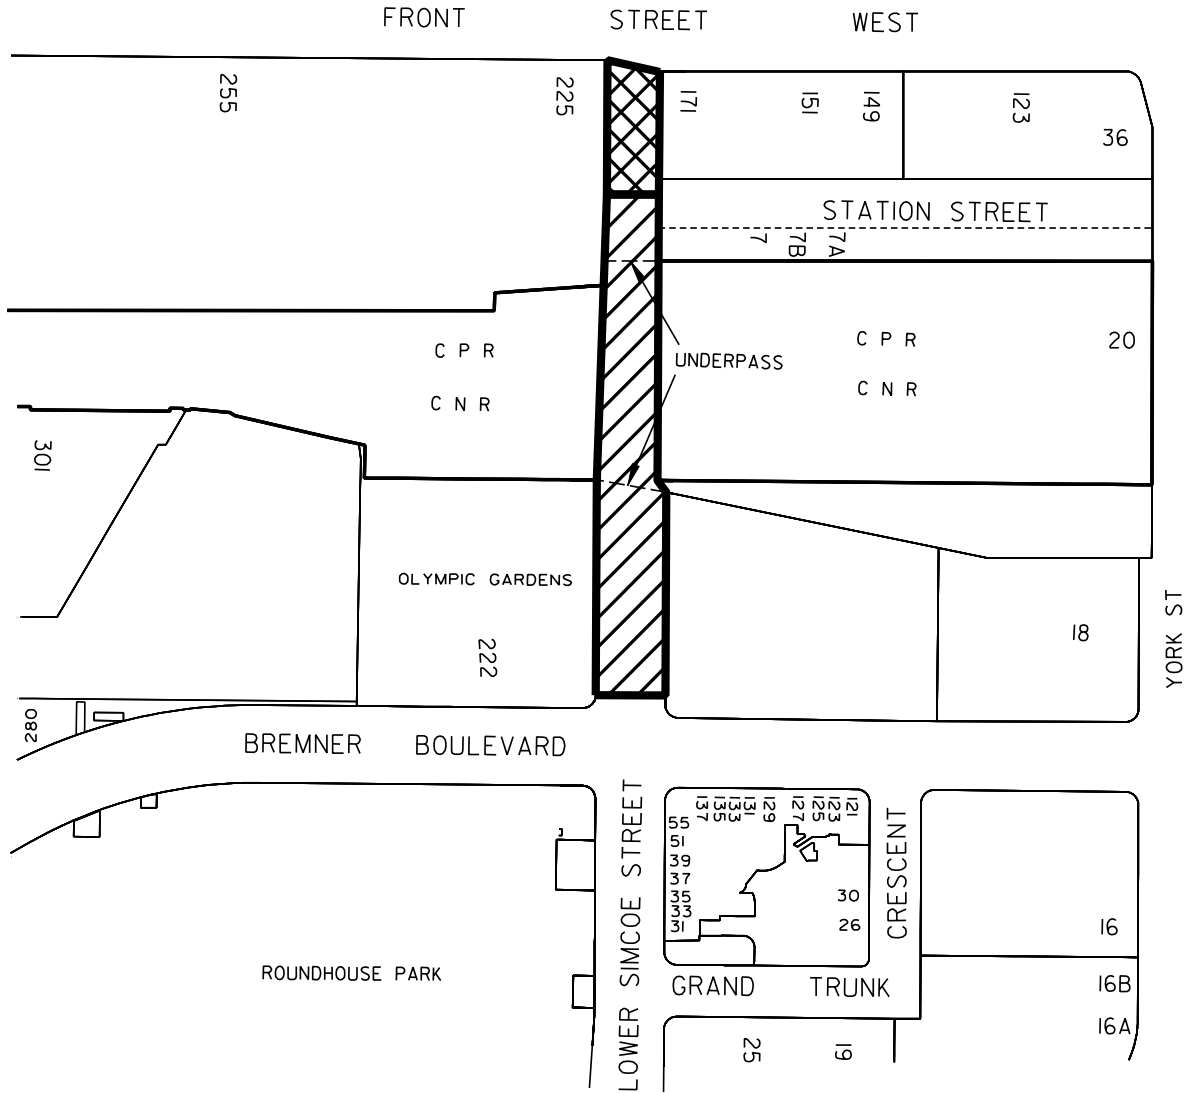 FRONT STREET WEST
255
225
171
151
149
123
36
STATION STREET
7
7B
7A
C P R
C N R
UNDERPASS
C P R
C N R
20
301
OLYMPIC GARDENS
222
18
YORK ST
280
BREMNER BOULEVARD
LOWER SIMCOE STREET
137
135
133
131
129
127
125
123
121
55
51
39
37
35
33
31
30
26
CRESCENT
GRAND TRUNK
ROUNDHOUSE PARK
16
16B
16A
25
19